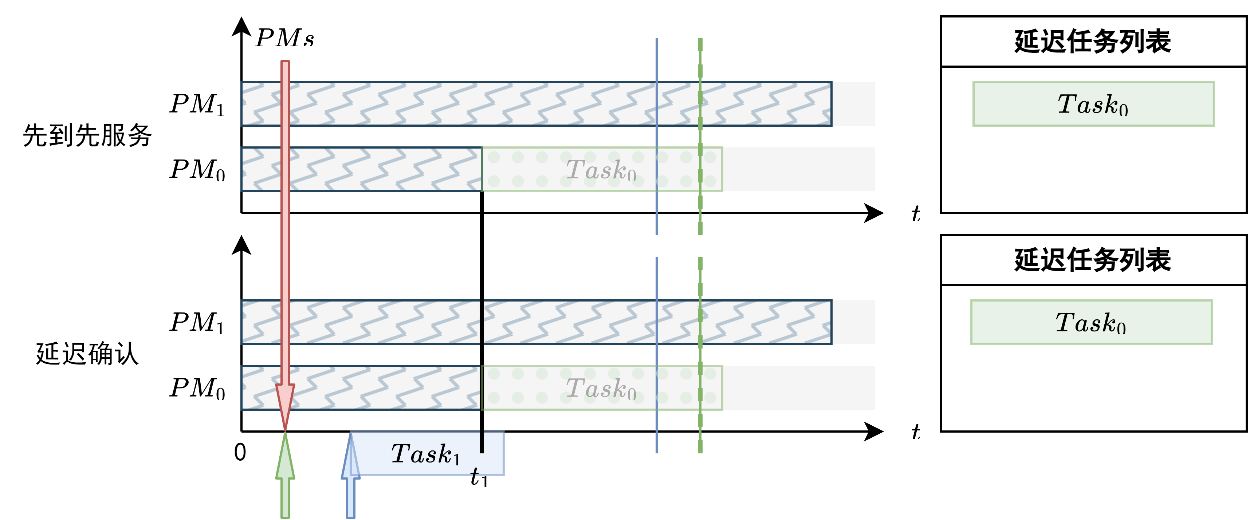 PMs
延迟任务列表
PM₁
Task₀
先到先服务
PM₀
Task₀
t
延迟任务列表
PM₁
Task₀
延迟确认
PM₀
Task₀
t
0
Task₁
t₁